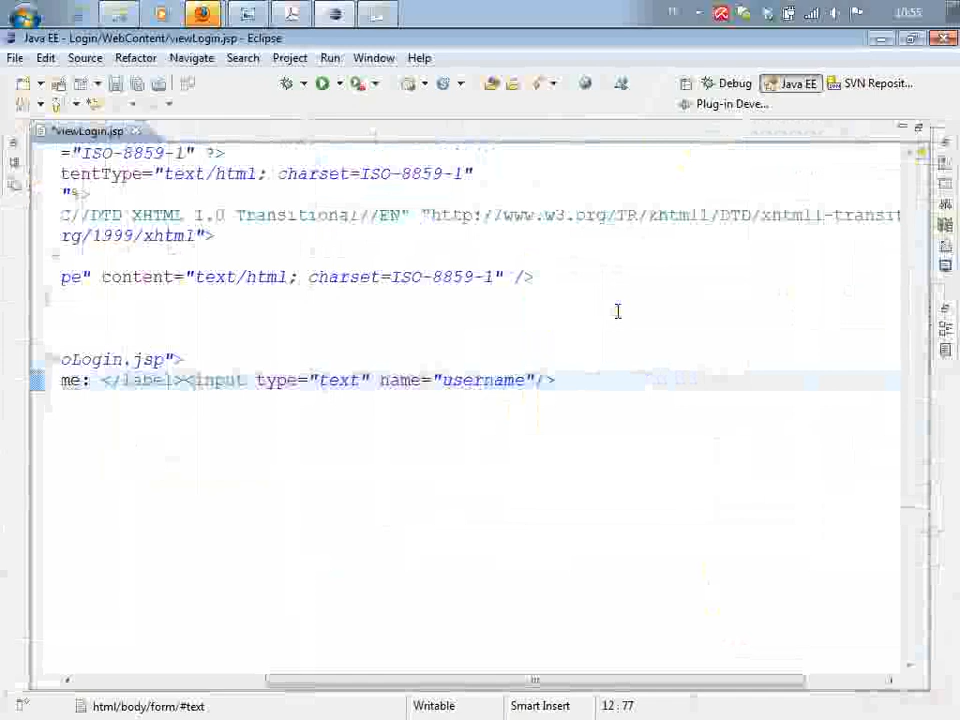 10:55
Java EE - Login/WebContent/viewLogin.jsp - Eclipse
File Edit Source Refactor Navigate Search Project Run Window Help
Debug Java EE SVN Reposit...
Plug-in Deve...
*viewLogin.jsp
="ISO-8859-1" ?>
tentType="text/html; charset=ISO-8859-1"
"%>
C//DTD XHTML 1.0 Transitional//EN" "http://www.w3.org/TR/xhtml1/DTD/xhtml1-transit
rg/1999/xhtml">
pe" content="text/html; charset=ISO-8859-1" />
oLogin.jsp">
me: </label><input type="text" name="username"/>
html/body/form/#text Writable Smart Insert 12:77